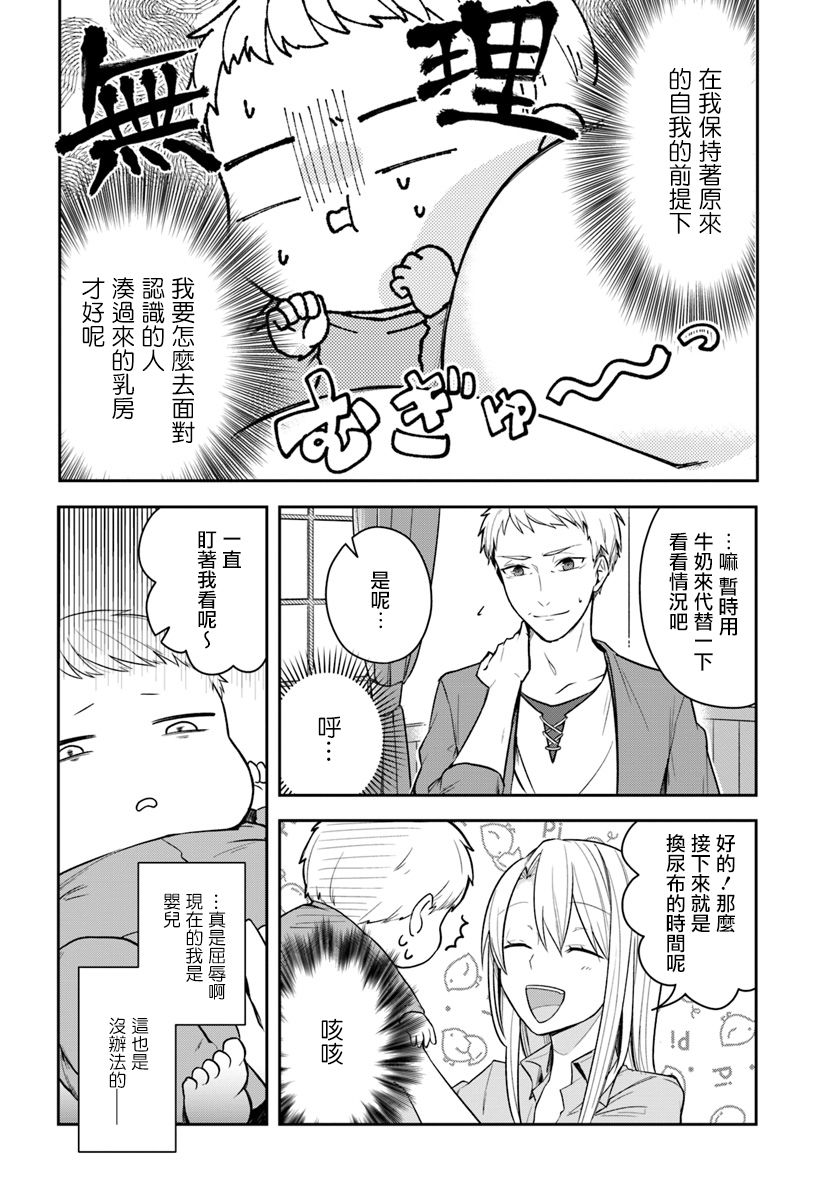 在我保持著原來
的自我的前提下
無理
我要怎麼去面對
認識的人
湊過來的乳房
才好呢
むぎゅ～っ
…嘛 暫時用
牛奶來代替一下
看看情況吧
是呢…
呼…
好的！那麼
接下來就是
換尿布的時間呢
咳咳
Pi
Pi
一直
盯著我看呢～
…真是屈辱啊
現在的我是
嬰兒
這也是
沒辦法的——